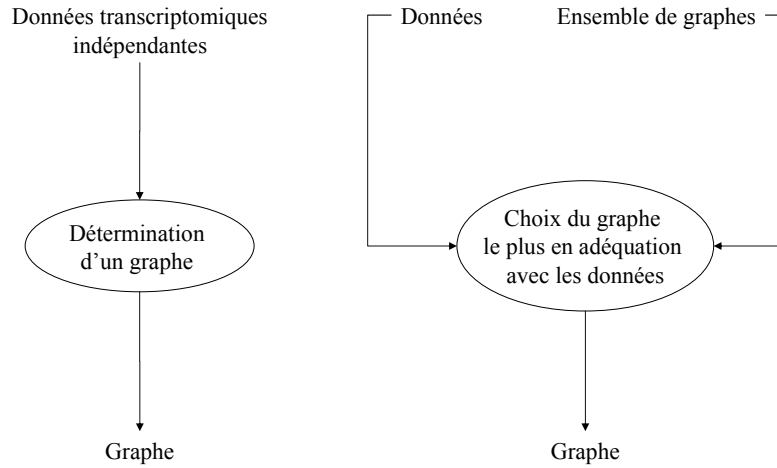 Données transcriptomiques
indépendantes
Détermination
d'un graphe
Graphe
Données
Ensemble de graphes
Choix du graphe
le plus en adéquation
avec les données
Graphe